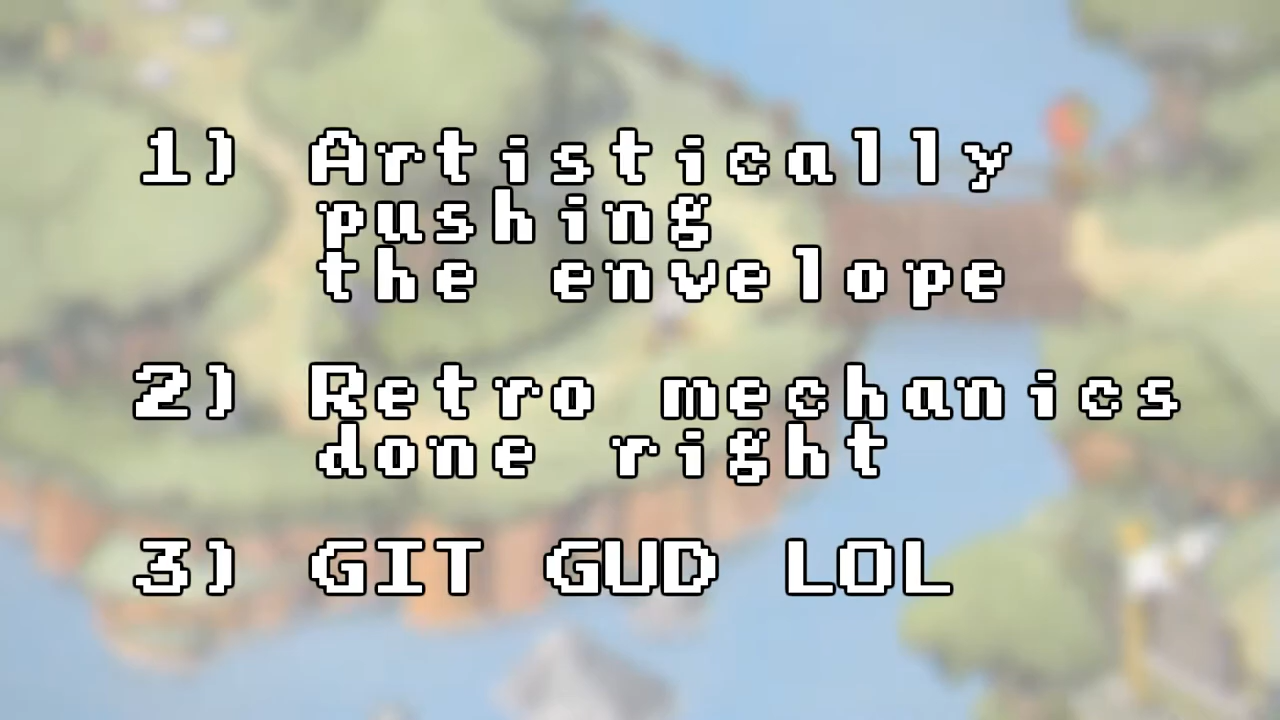 1) Artistically
pushing
the envelope
2) Retro mechanics
done right
3) GIT GUD LOL